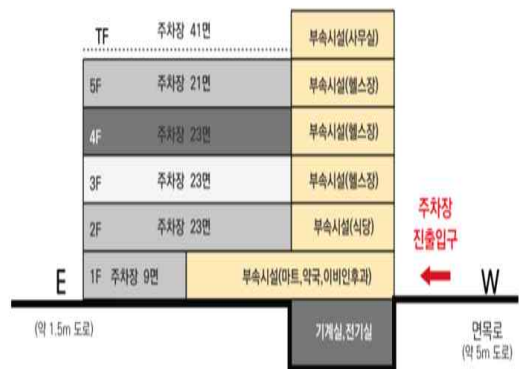 TF 주차장 41면 부속시설(사무실)
5F 주차장 21면 부속시설(헬스장)
4F 주차장 23면 부속시설(헬스장)
3F 주차장 23면 부속시설(헬스장)
2F 주차장 23면 부속시설(식당)
주차장
진출입구
1F 주차장 9면 부속시설(마트,약국,이비인후과)
E
W
(약 1.5m 도로)
기계실,전기실
면목로
(약 5m 도로)